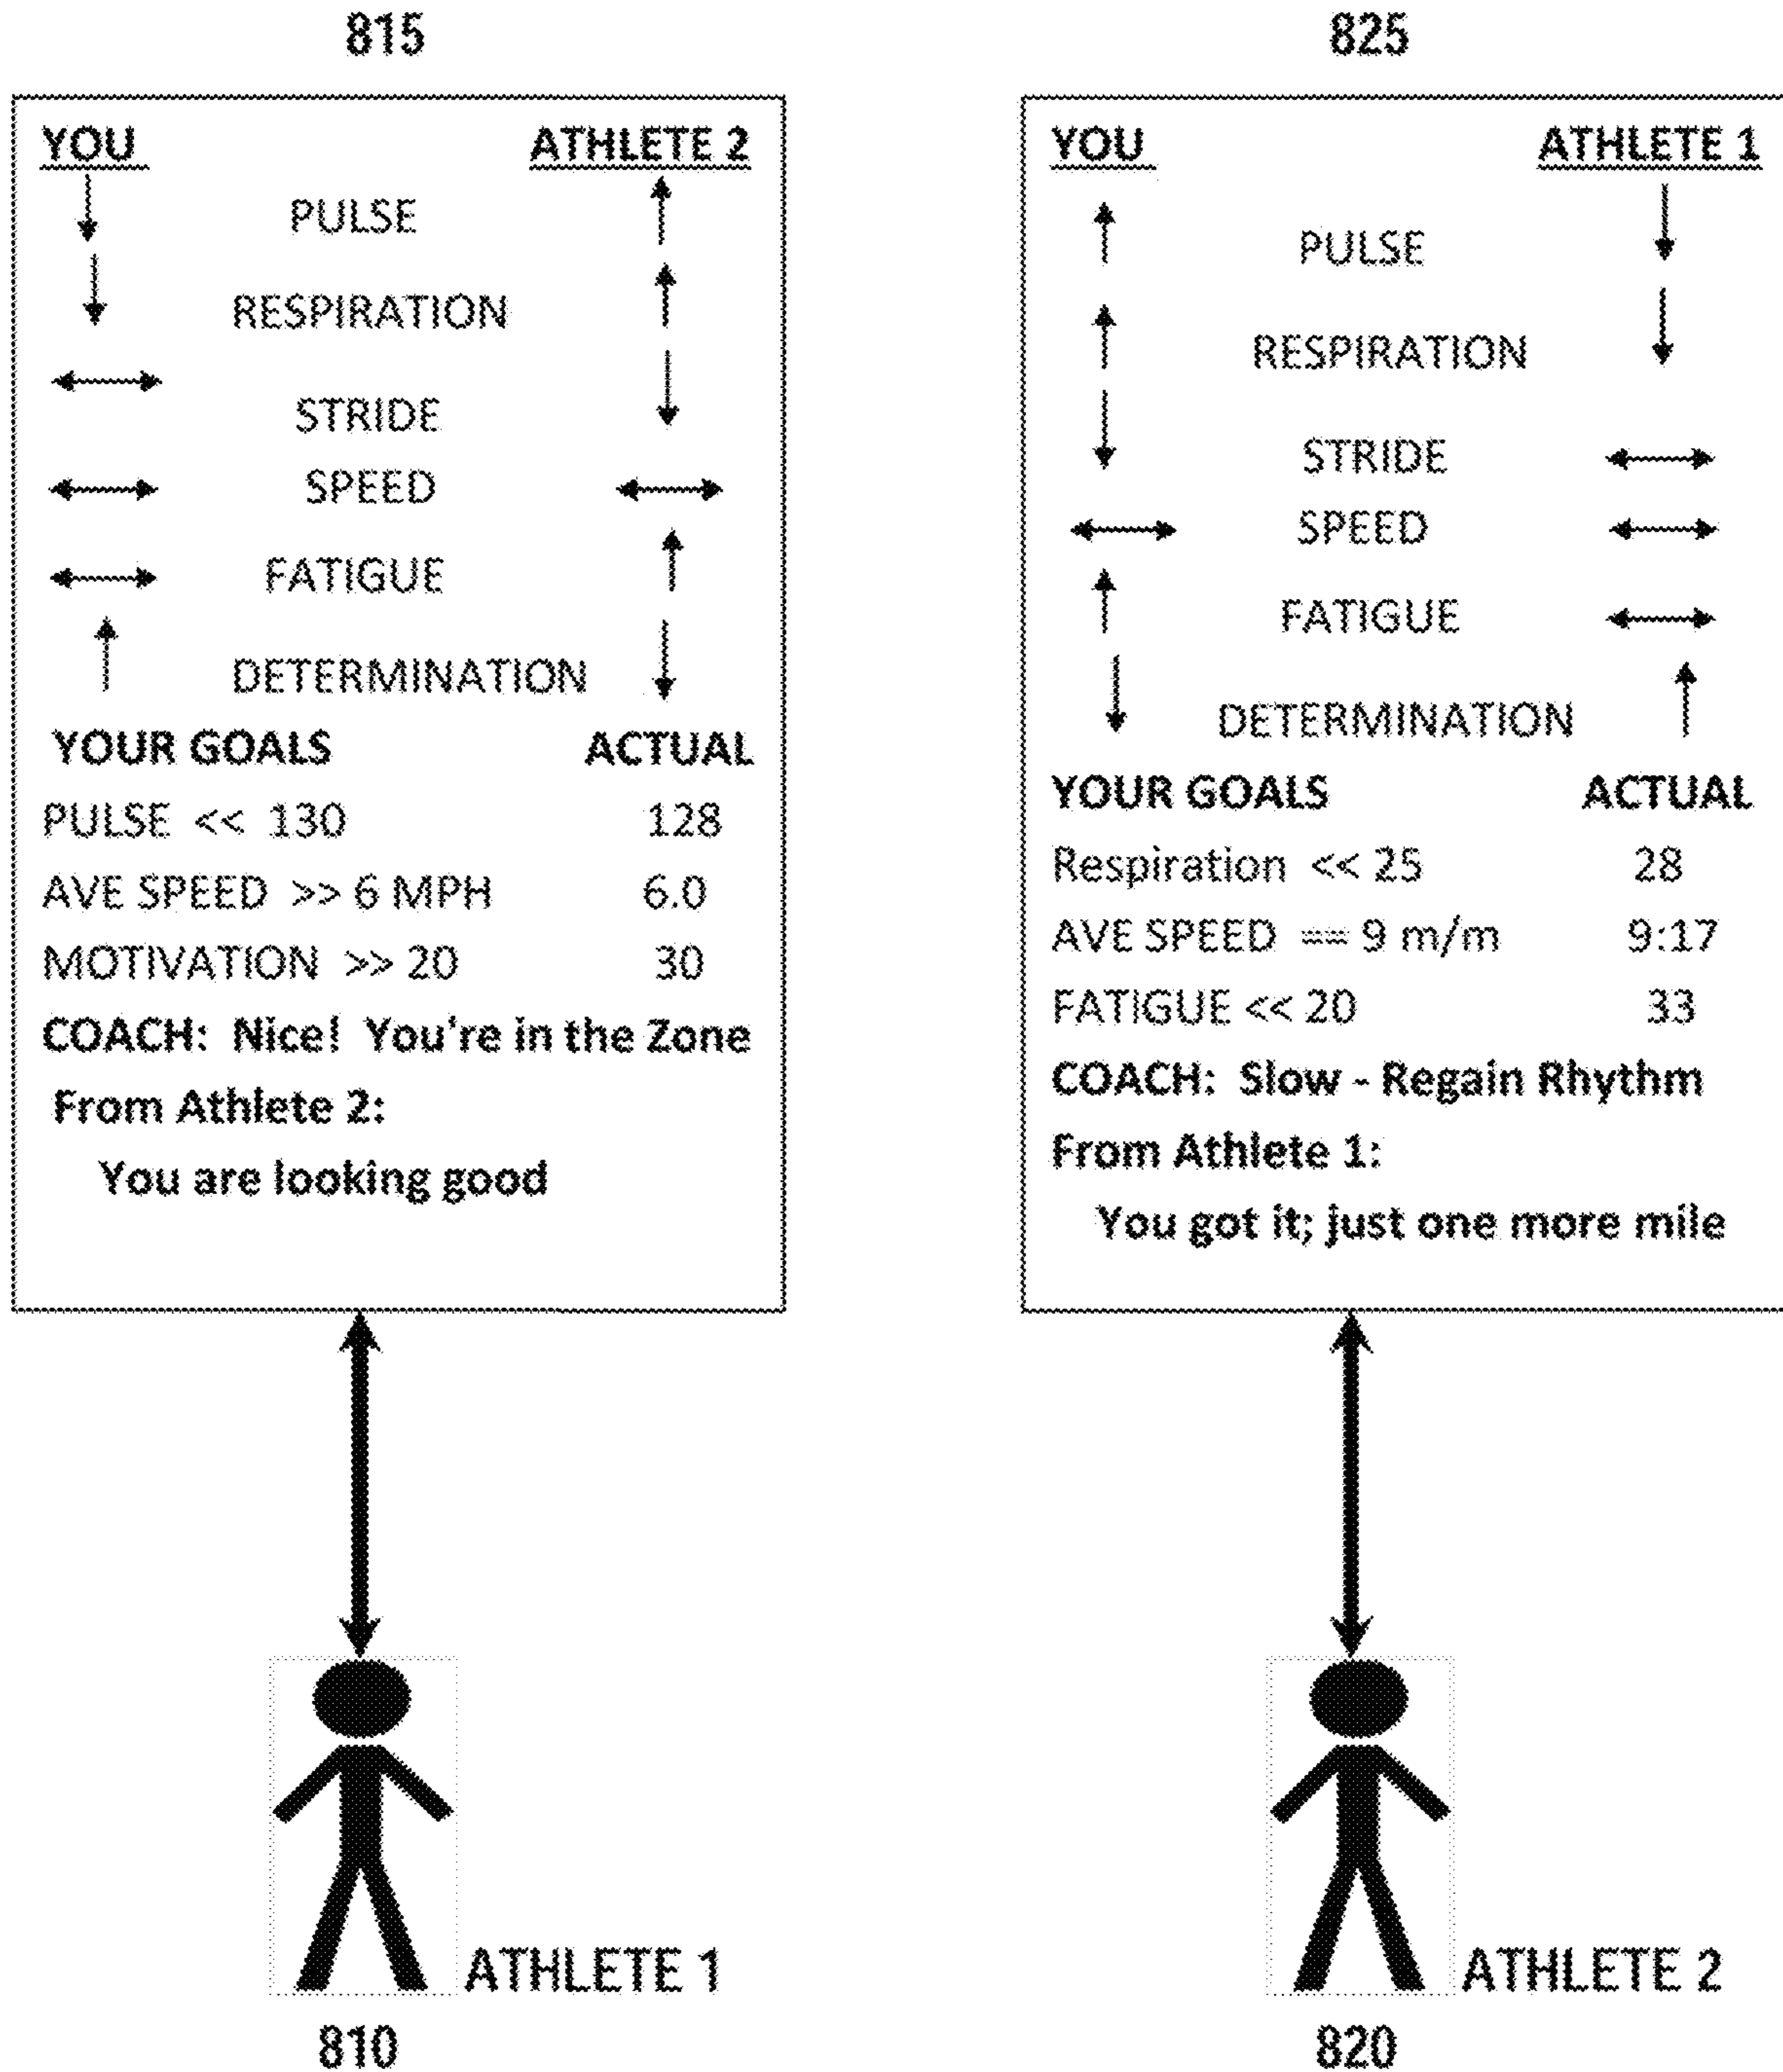 815
YOU ATHLETE 2
PULSE
RESPIRATION
STRIDE
SPEED
FATIGUE
DETERMINATION
YOUR GOALS ACTUAL
PULSE << 130 128
AVE SPEED >> 6 MPH 6.0
MOTIVATION >> 20 30
COACH: Nice! You're in the Zone
From Athlete 2:
You are looking good
ATHLETE 1
810
825
YOU ATHLETE 1
PULSE
RESPIRATION
STRIDE
SPEED
FATIGUE
DETERMINATION
YOUR GOALS ACTUAL
Respiration << 25 28
AVE SPEED == 9 m/m 9:17
FATIGUE << 20 33
COACH: Slow - Regain Rhythm
From Athlete 1:
You got it; just one more mile
ATHLETE 2
820